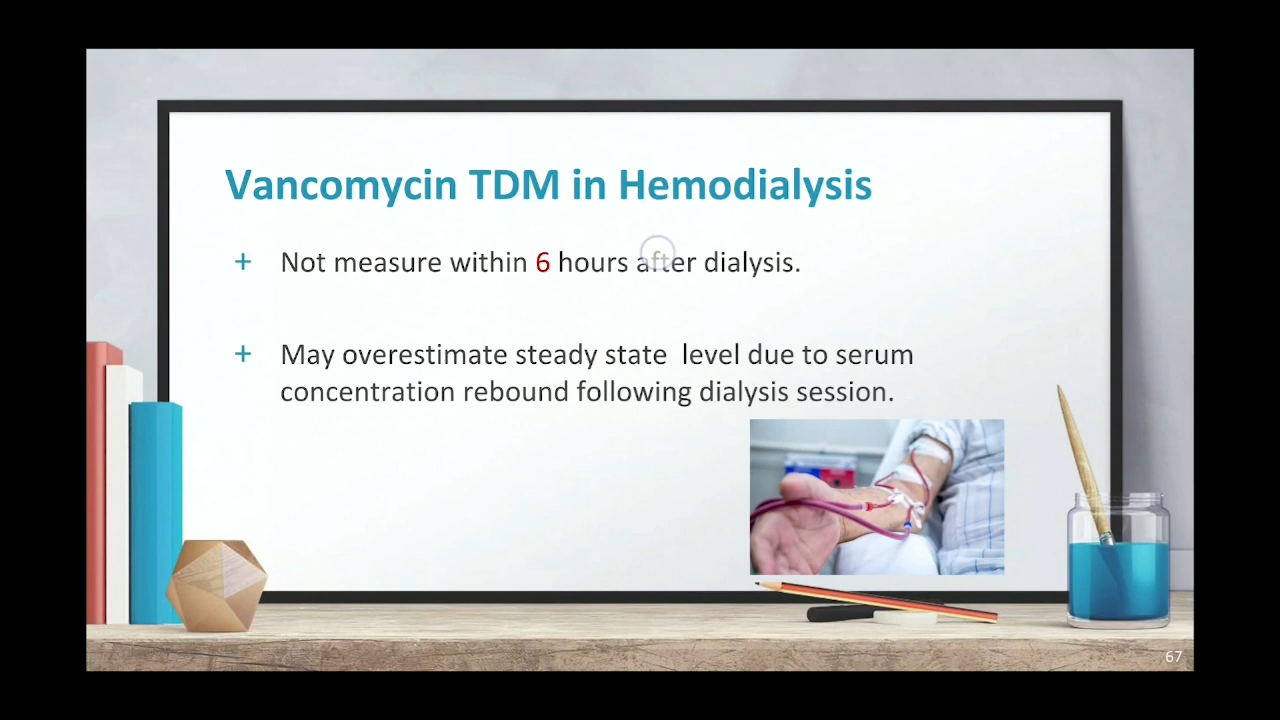 Vancomycin TDM in Hemodialysis
+ Not measure within 6 hours after dialysis.
+ May overestimate steady state level due to serum
concentration rebound following dialysis session.
67